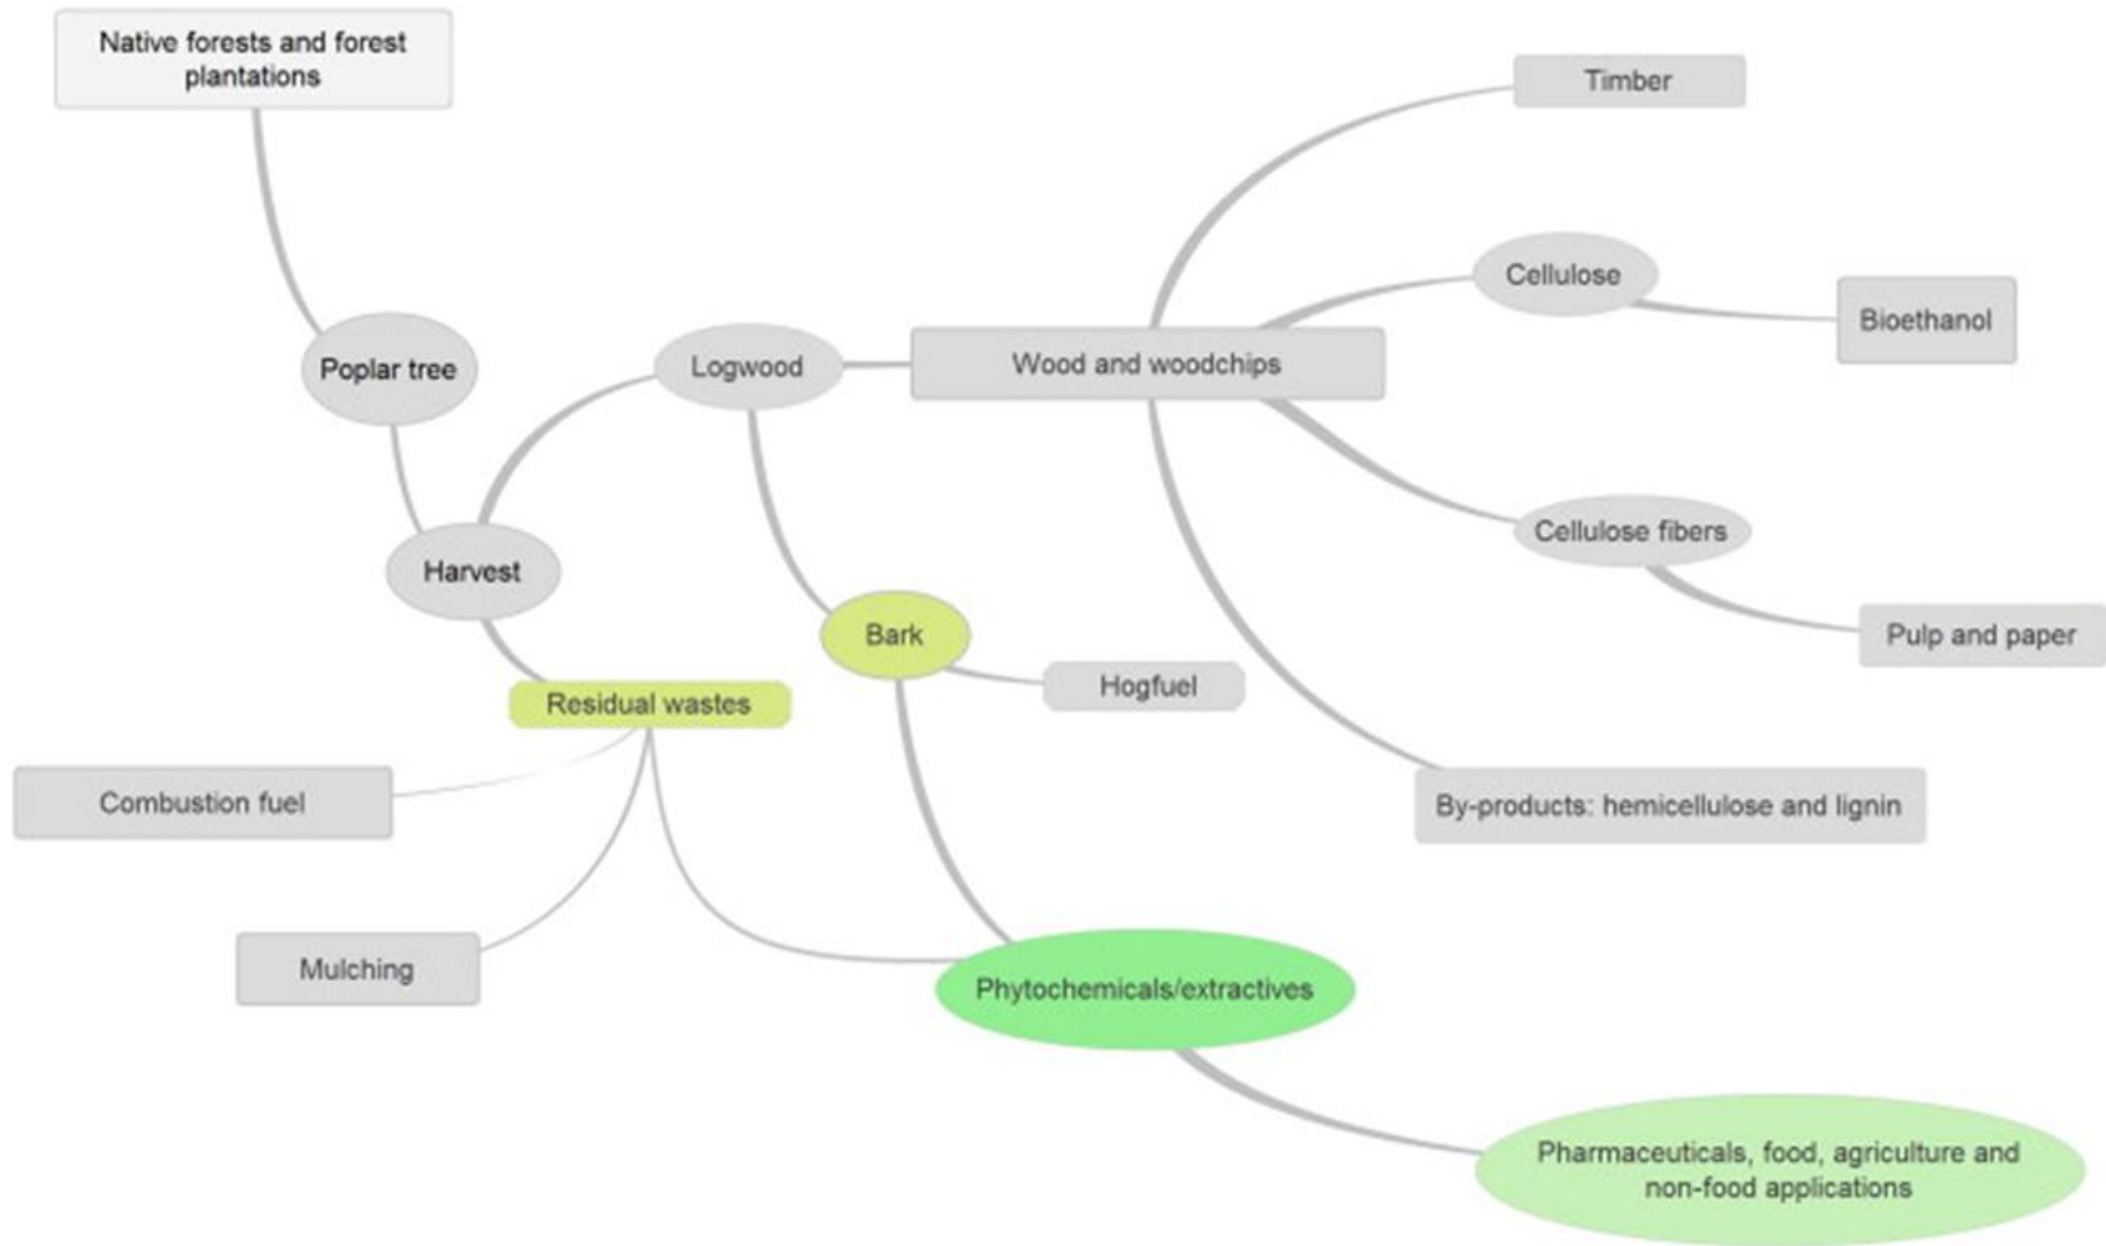 Native forests and forest
plantations
Timber
Cellulose
Bioethanol
Poplar tree
Logwood
Wood and woodchips
Cellulose fibers
Harvest
Bark
Pulp and paper
Hogfuel
Residual wastes
Combustion fuel
By-products: hemicellulose and lignin
Mulching
Phytochemicals/extractives
Pharmaceuticals, food, agriculture and
non-food applications